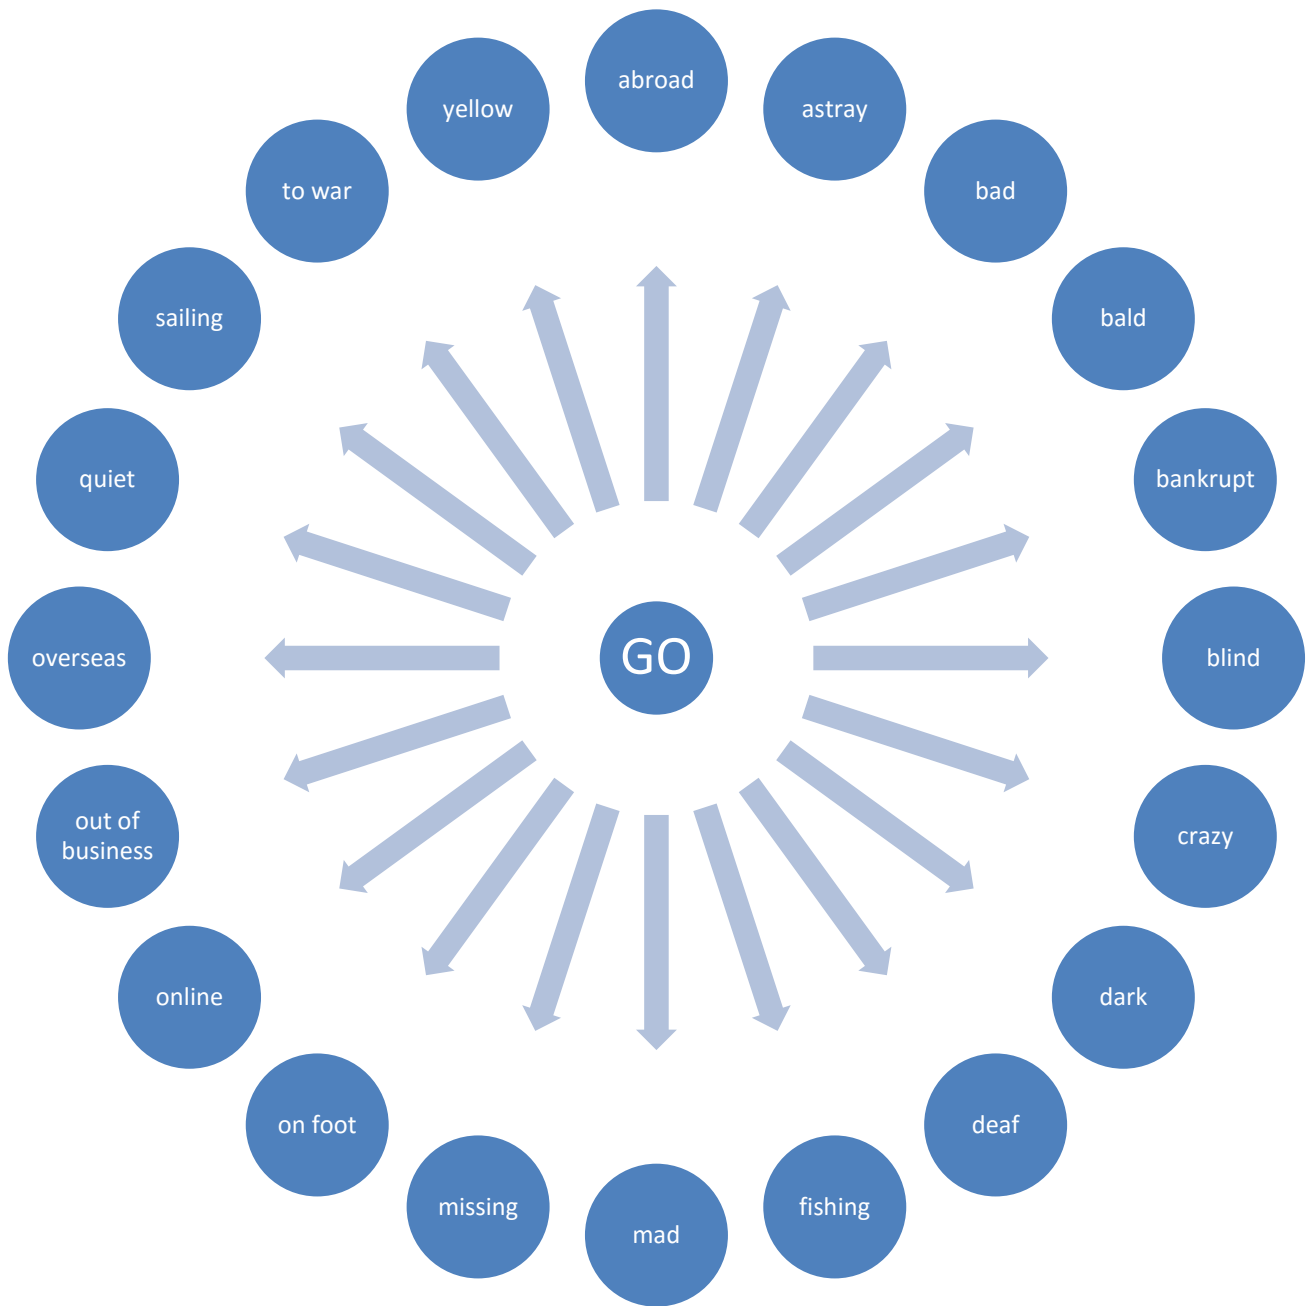 abroad
astray
bad
bald
bankrupt
blind
crazy
dark
deaf
fishing
mad
missing
on foot
online
out of
business
overseas
quiet
sailing
to war
yellow
GO